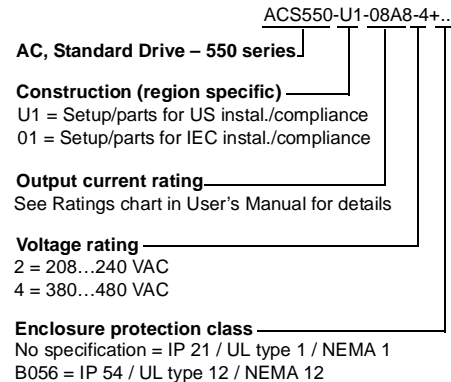 ACS550-U1-08A8-4+...
AC, Standard Drive – 550 series
Construction (region specific)
U1 = Setup/parts for US instal./compliance
01 = Setup/parts for IEC instal./compliance
Output current rating
See Ratings chart in User's Manual for details
Voltage rating
2 = 208…240 VAC
4 = 380…480 VAC
Enclosure protection class
No specification = IP 21 / UL type 1 / NEMA 1
B056 = IP 54 / UL type 12 / NEMA 12